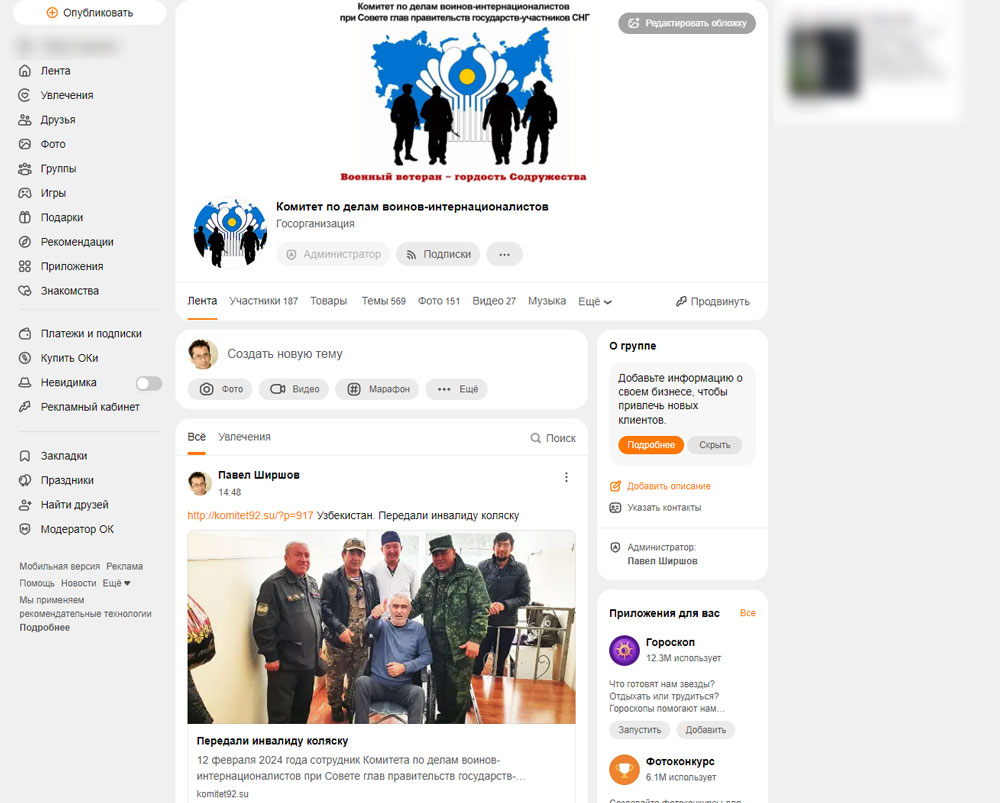 Опубликовать
Лента
Увлечения
Друзья
Фото
Группы
Игры
Подарки
Рекомендации
Приложения
Знакомства
Платежи и подписки
Купить ОКи
Невидимка
Рекламный кабинет
Закладки
Праздники
Найти друзей
Модератор ОК
Мобильная версия Реклама
Помощь Новости Ещё
Мы применяем
рекомендательные технологии
Подробнее
Комитет по делам воинов-интернационалистов
при Совете глав правительств государств-участников СНГ
Редактировать обложку
Военный ветеран – гордость Содружества
Комитет по делам воинов-интернационалистов
Госорганизация
Администратор Подписки ...
Лента Участники 187 Товары Темы 569 Фото 151 Видео 27 Музыка Ещё Продвинуть
Создать новую тему
Фото Видео Марафон ... Ещё
Всё Увлечения Поиск
Павел Ширшов
14:48
http://komitet92.su/?p=917 Узбекистан. Передали инвалиду коляску
Передали инвалиду коляску
12 февраля 2024 года сотрудник Комитета по делам воинов-
интернационалистов при Совете глав правительств государств-...
komitet92.su
О группе
Добавьте информацию о
своем бизнесе, чтобы
привлечь новых
клиентов.
Подробнее Скрыть
Добавить описание
Указать контакты
Администратор:
Павел Ширшов
Приложения для вас Все
Гороскоп
12.3M использует
Что готовят нам звезды?
Отдыхать или трудиться?
Гороскопы помогают нам...
Запустить Добавить
Фотоконкурс
6.1M использует
Создавайте фотоконкурсы для